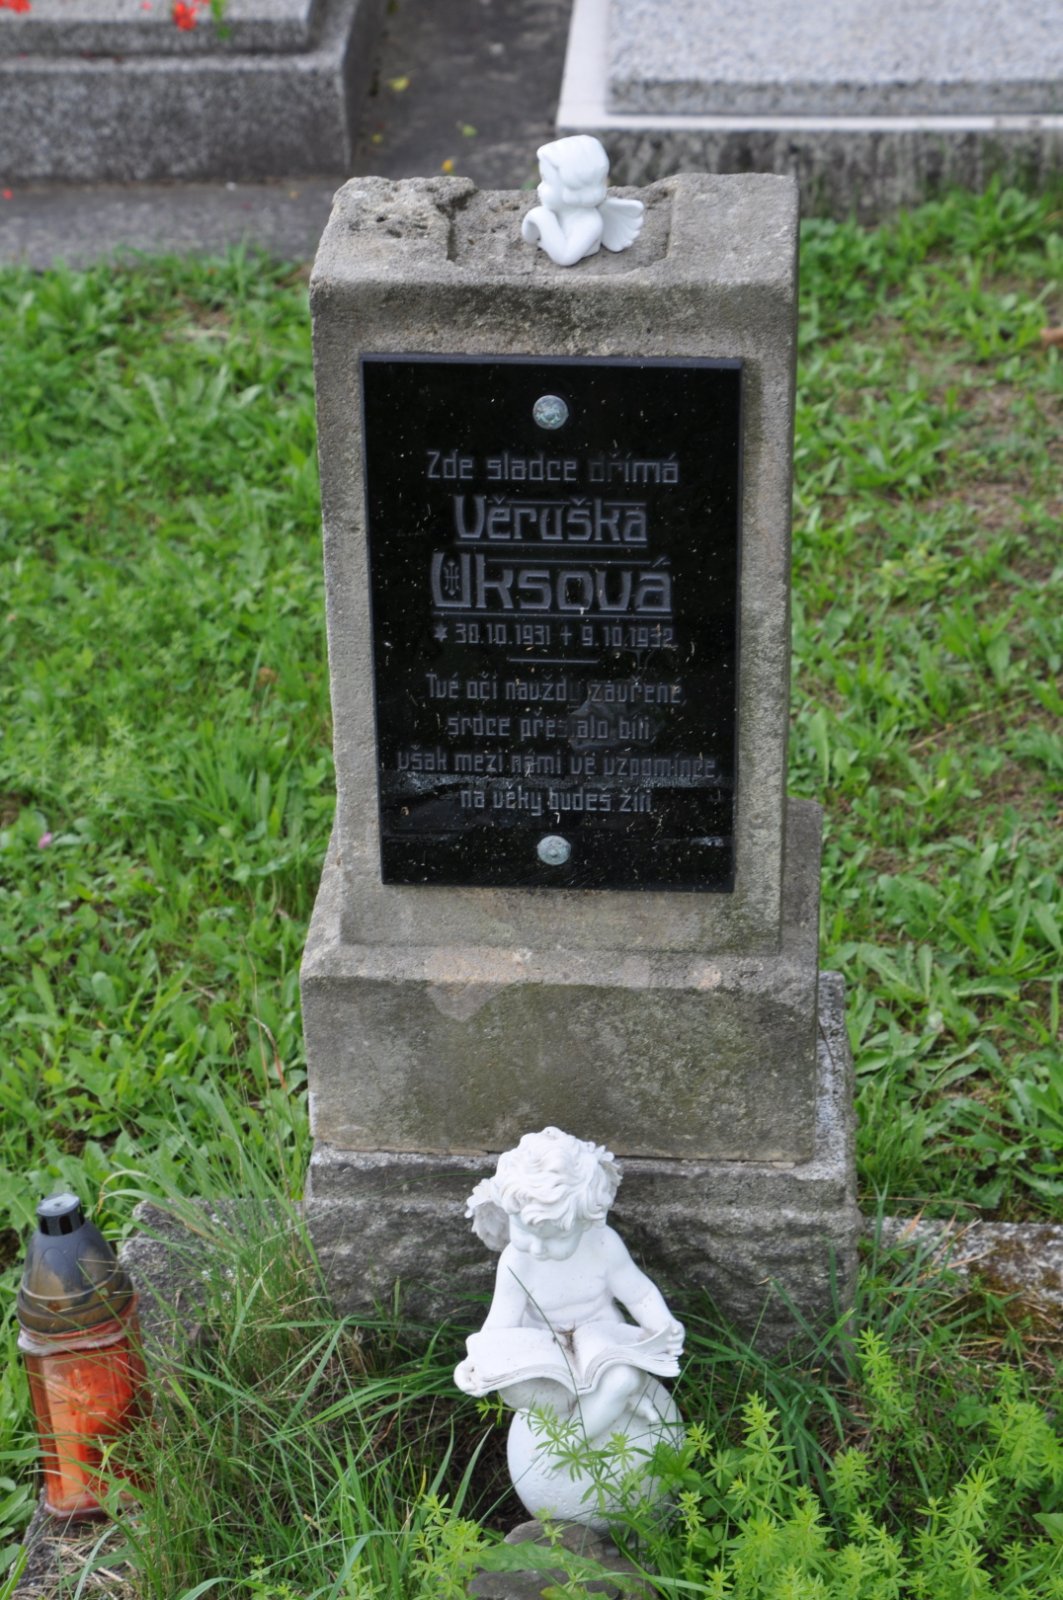 Zde sladce dřímá
Věruška
Uksová
* 30.10.1931 + 9.10.1932
Tvé oči navždy zavřené,
srdce přestalo bíti
však mezi námi ve vzpomínce
na věky budeš žíti